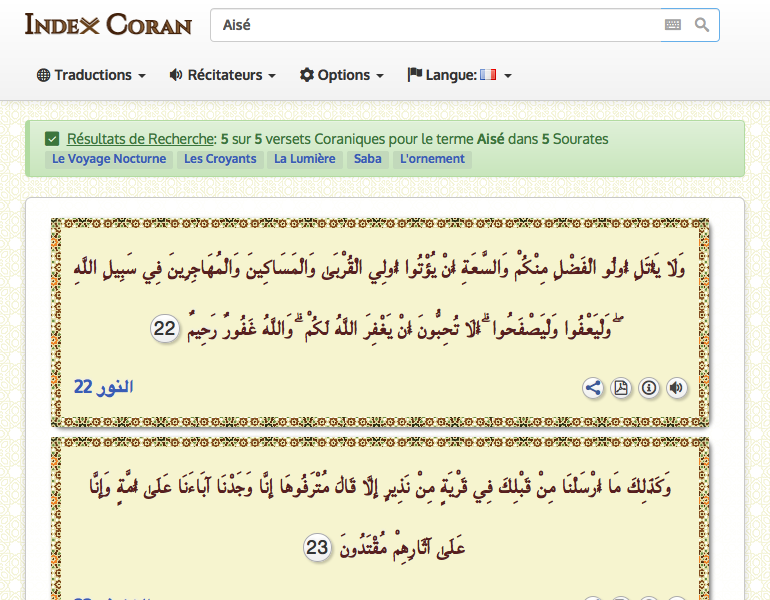 INDEX CORAN
Aisé
Traductions
Récitateurs
Options
Langue:
Résultats de Recherche: 5 sur 5 versets Coraniques pour le terme Aisé dans 5 Sourates
Le Voyage Nocturne Les Croyants La Lumière Saba L'ornement
وَلَا يَأْتَلِ أُولُو الْفَضْلِ مِنْكُمْ وَالسَّعَةِ أَنْ يُؤْتُوا أُولِي الْقُرْبَى وَالْمَسَاكِينَ وَالْمُهَاجِرِينَ فِي سَبِيلِ اللَّهِ
ۖ وَلْيَعْفُوا وَلْيَصْفَحُوا ۗ أَلَا تُحِبُّونَ أَنْ يَغْفِرَ اللَّهُ لَكُمْ ۗ وَاللَّهُ غَفُورٌ رَحِيمٌ 22
النور 22
وَكَذَلِكَ مَا أَرْسَلْنَا مِنْ قَبْلِكَ فِي قَرْيَةٍ مِنْ نَذِيرٍ إِلَّا قَالَ مُتْرَفُوهَا إِنَّا وَجَدْنَا آبَاءَنَا عَلَى أُمَّةٍ وَإِنَّا
عَلَى آثَارِهِمْ مُقْتَدُونَ 23